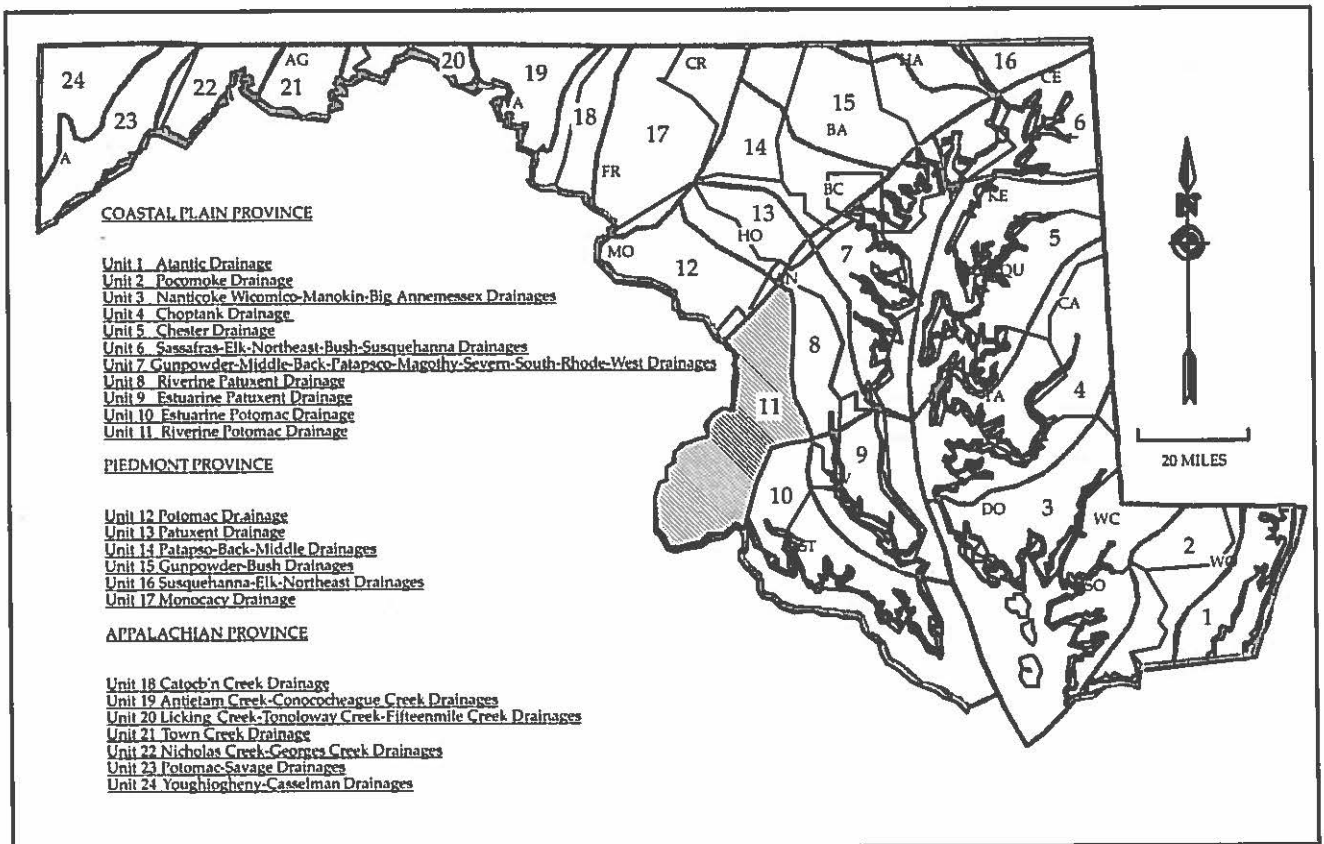 24
23
22
AG
21
20
19
A
18
17
CR
FR
14
15
BA
HA
16
CE
6
A
BC
KE
5
QU
13
HO
MO
12
AN
7
CA
8
11
TA
4
9
10
ST
DO
3
WC
2
WO
SO
1
N
20 MILES
COASTAL PLAIN PROVINCE
Unit 1 Atantic Drainage
Unit 2 Pocomoke Drainage
Unit 3 Nanticoke Wicomico-Manokin-Big Annemessex Drainages
Unit 4 Choptank Drainage
Unit 5 Chester Drainage
Unit 6 Sassafras-Elk-Northeast-Bush-Susquehanna Drainages
Unit 7 Gunpowder-Middle-Back-Patapsco-Magothy-Severn-South-Rhode-West Drainages
Unit 8 Riverine Patuxent Drainage
Unit 9 Estuarine Patuxent Drainage
Unit 10 Estuarine Potomac Drainage
Unit 11 Riverine Potomac Drainage
PIEDMONT PROVINCE
Unit 12 Potomac Dr.ainage
Unit 13 Patuxent Drainage
Unit 14 Patapso-Back-Middle Drainages
Unit 15 Gunpowder-Bush Drainages
Unit 16 Susquehanna-Elk-Northeast Drainages
Unit 17 Monocacy Drainage
APPALACHIAN PROVINCE
Unit 18 Catocb'n Creek Drainage
Unit 19 Antietam Creek-Conococheague Creek Drainages
Unit 20 Licking Creek-Tonoloway Creek-Fifteenmile Creek Drainages
Unit 21 Town Creek Drainage
Unit 22 Nicholas Creek-Georges Creek Drainages
Unit 23 Potomac-Savage Drainages
Unit 24 Youghiogheny-Casselman Drainages